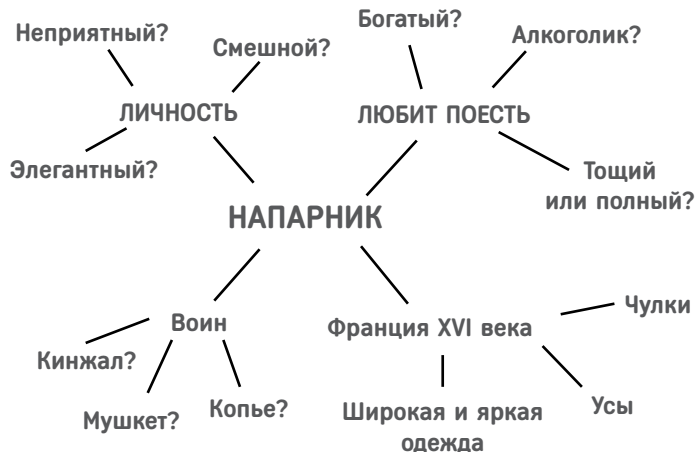 Неприятный?
Смешной?
Богатый?
Алкоголик?
ЛИЧНОСТЬ
ЛЮБИТ ПОЕСТЬ
Элегантный?
Тощий
или полный?
НАПАРНИК
Воин
Франция XVI века
Чулки
Кинжал?
Мушкет?
Копье?
Широкая и яркая
одежда
Усы